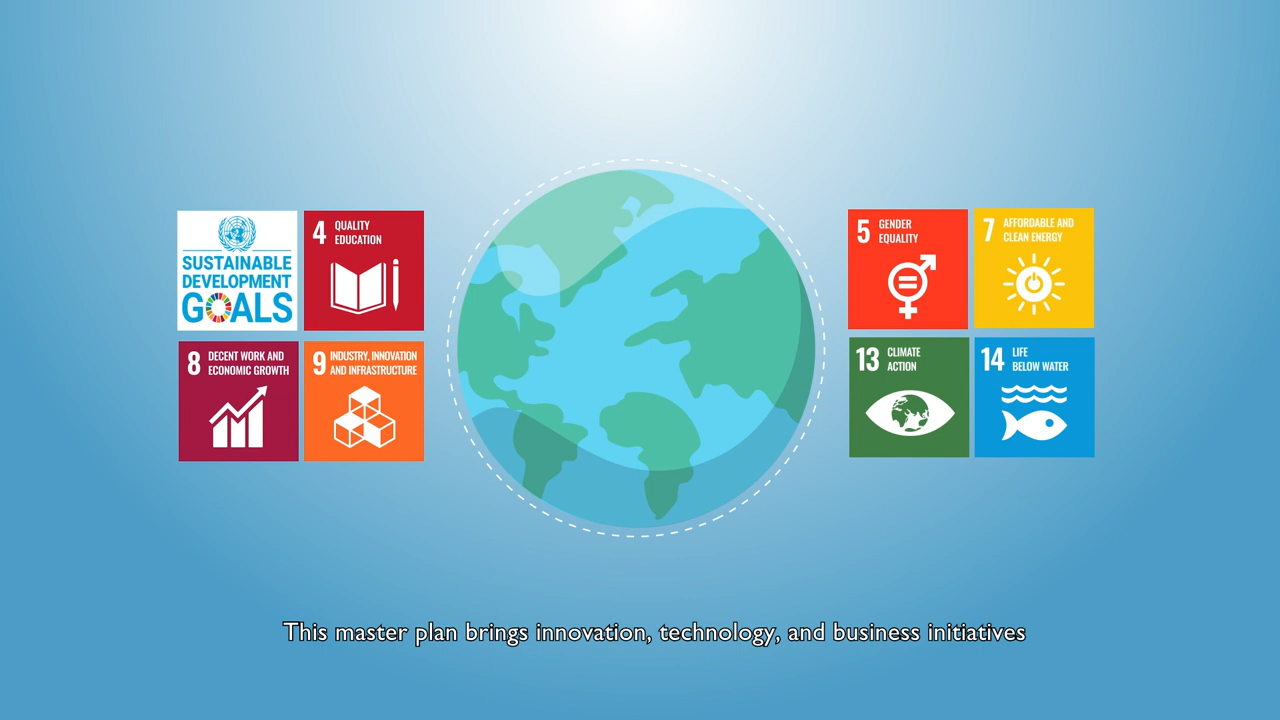 SUSTAINABLE
DEVELOPMENT
GOALS
4 QUALITY
EDUCATION
8 DECENT WORK AND
ECONOMIC GROWTH
9 INDUSTRY, INNOVATION
AND INFRASTRUCTURE
5 GENDER
EQUALITY
7 AFFORDABLE AND
CLEAN ENERGY
13 CLIMATE
ACTION
14 LIFE
BELOW WATER
This master plan brings innovation, technology, and business initiatives